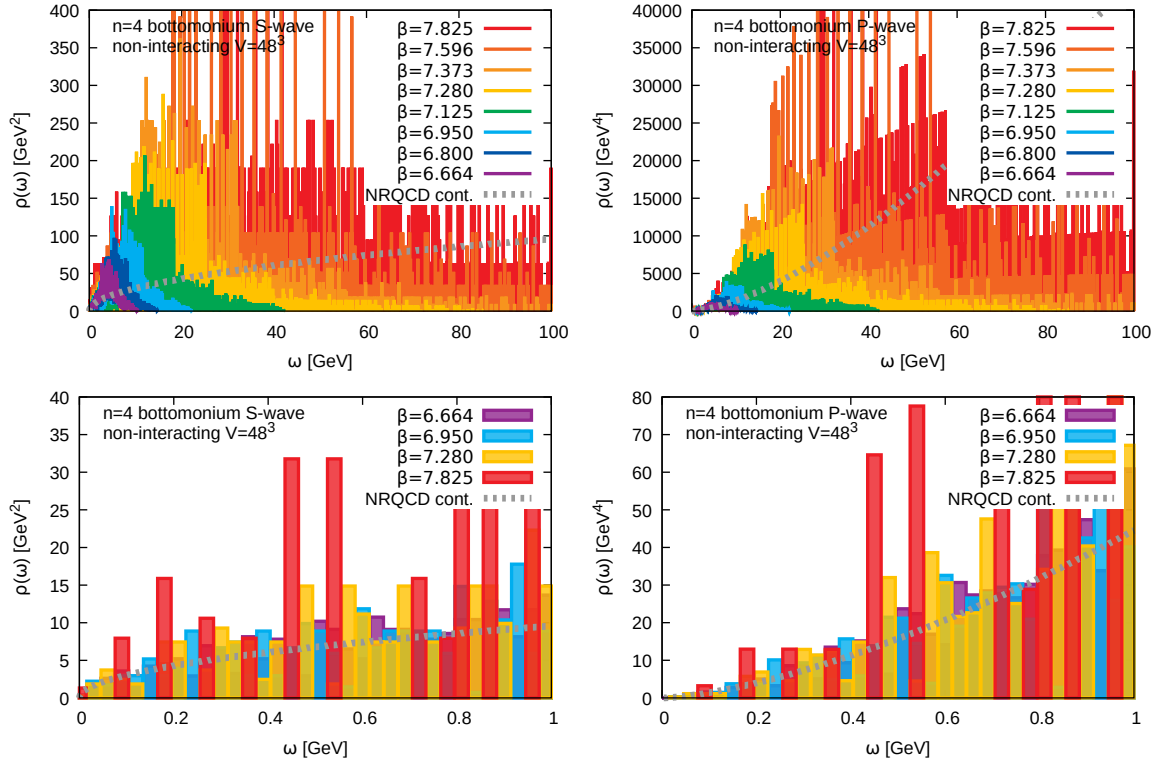 n=4 bottomonium S-wave
non-interacting V=48³
β=7.825
β=7.596
β=7.373
β=7.280
β=7.125
β=6.950
β=6.800
β=6.664
NRQCD cont.
ρ(ω) [GeV²]
400
350
300
250
200
150
100
50
0
0 20 40 60 80 100
ω [GeV]
n=4 bottomonium P-wave
non-interacting V=48³
β=7.825
β=7.596
β=7.373
β=7.280
β=7.125
β=6.950
β=6.800
β=6.664
NRQCD cont.
ρ(ω) [GeV⁴]
40000
35000
30000
25000
20000
15000
10000
5000
0
0 20 40 60 80 100
ω [GeV]
n=4 bottomonium S-wave
non-interacting V=48³
β=6.664
β=6.950
β=7.280
β=7.825
NRQCD cont.
ρ(ω) [GeV²]
40
35
30
25
20
15
10
5
0
0 0.2 0.4 0.6 0.8 1
ω [GeV]
n=4 bottomonium P-wave
non-interacting V=48³
β=6.664
β=6.950
β=7.280
β=7.825
NRQCD cont.
ρ(ω) [GeV⁴]
80
70
60
50
40
30
20
10
0
0 0.2 0.4 0.6 0.8 1
ω [GeV]